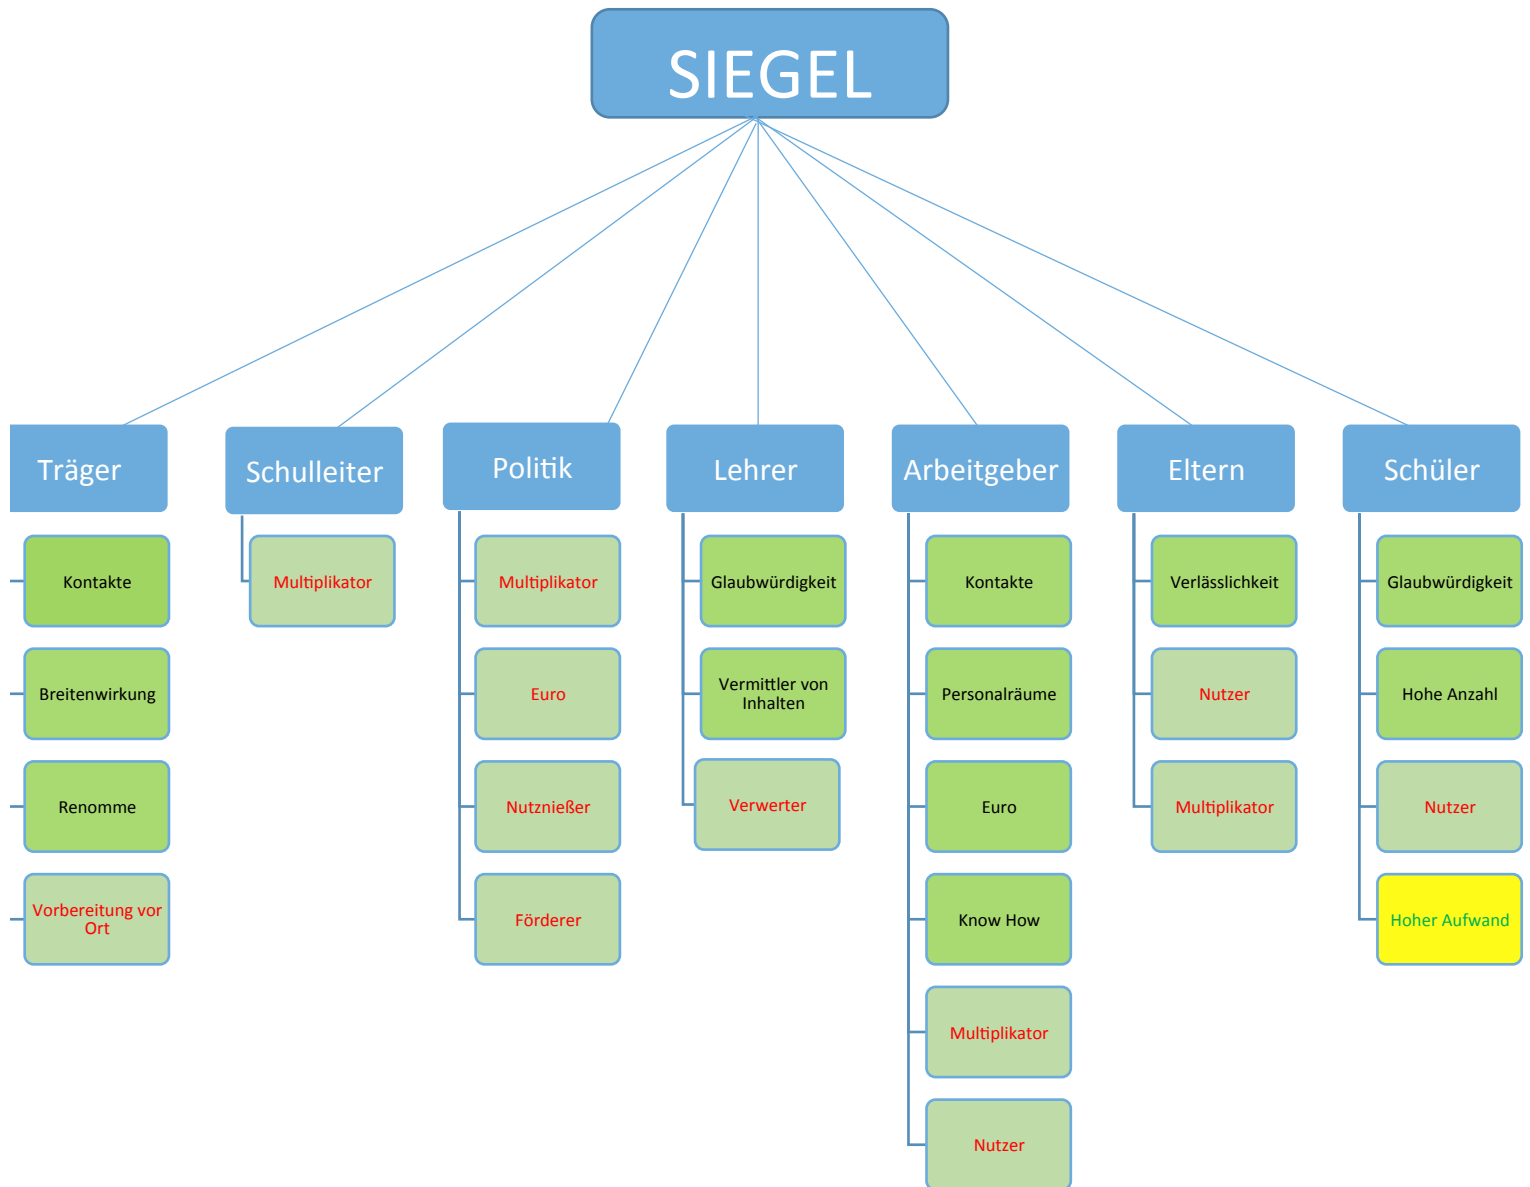 SIEGEL
Träger
Kontakte
Breitenwirkung
Renomme
Vorbereitung vor
Ort
Schulleiter
Multiplikator
Politik
Multiplikator
Euro
Nutznießer
Förderer
Lehrer
Glaubwürdigkeit
Vermittler von
Inhalten
Verwerter
Arbeitgeber
Kontakte
Personalräume
Euro
Know How
Multiplikator
Nutzer
Eltern
Verlässlichkeit
Nutzer
Multiplikator
Schüler
Glaubwürdigkeit
Hohe Anzahl
Nutzer
Hoher Aufwand